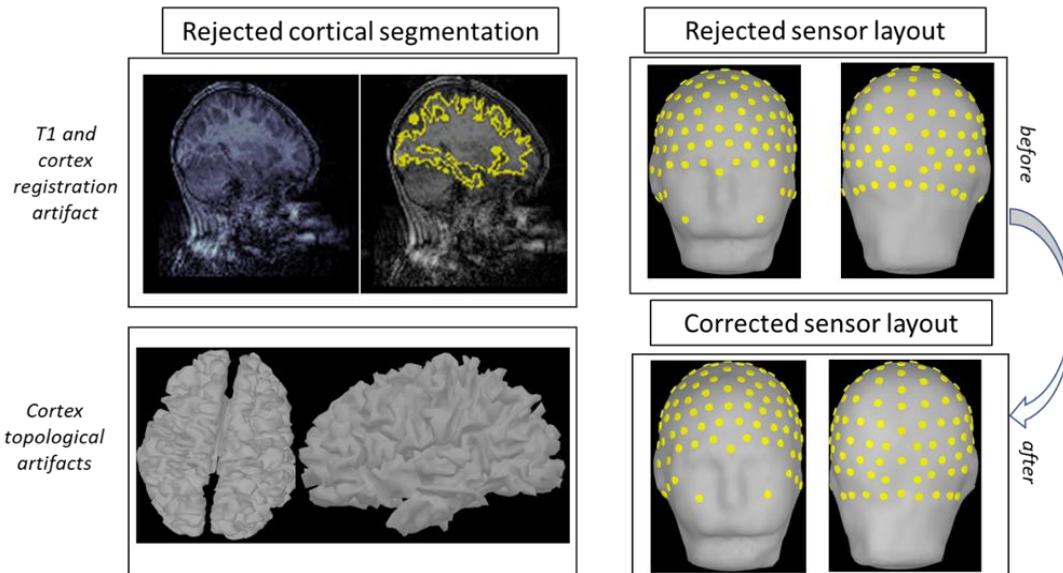 Rejected cortical segmentation
T1 and
cortex
registration
artifact
Cortex
topological
artifacts
Rejected sensor layout
before
Corrected sensor layout
after